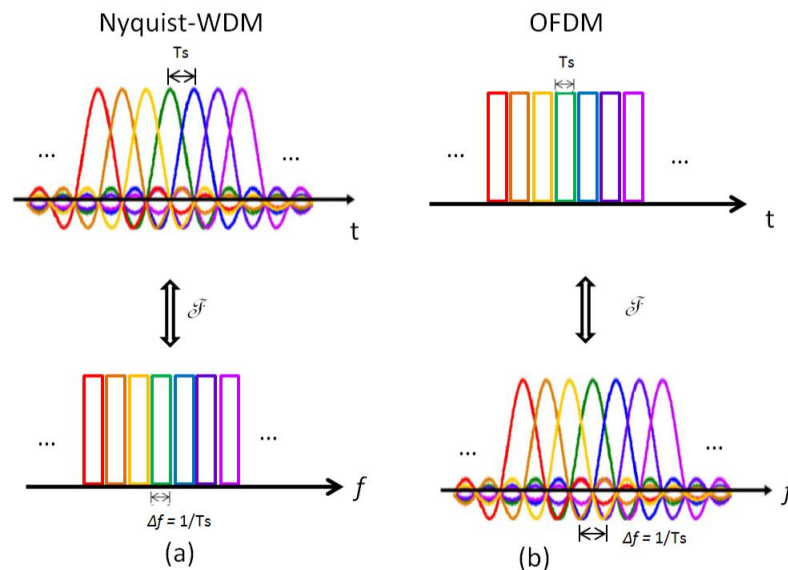 Nyquist-WDM
OFDM
Ts
Ts
...
...
...
...
t
t
ℱ
ℱ
...
...
...
...
f
f
Δf = 1/Ts
Δf = 1/Ts
(a)
(b)